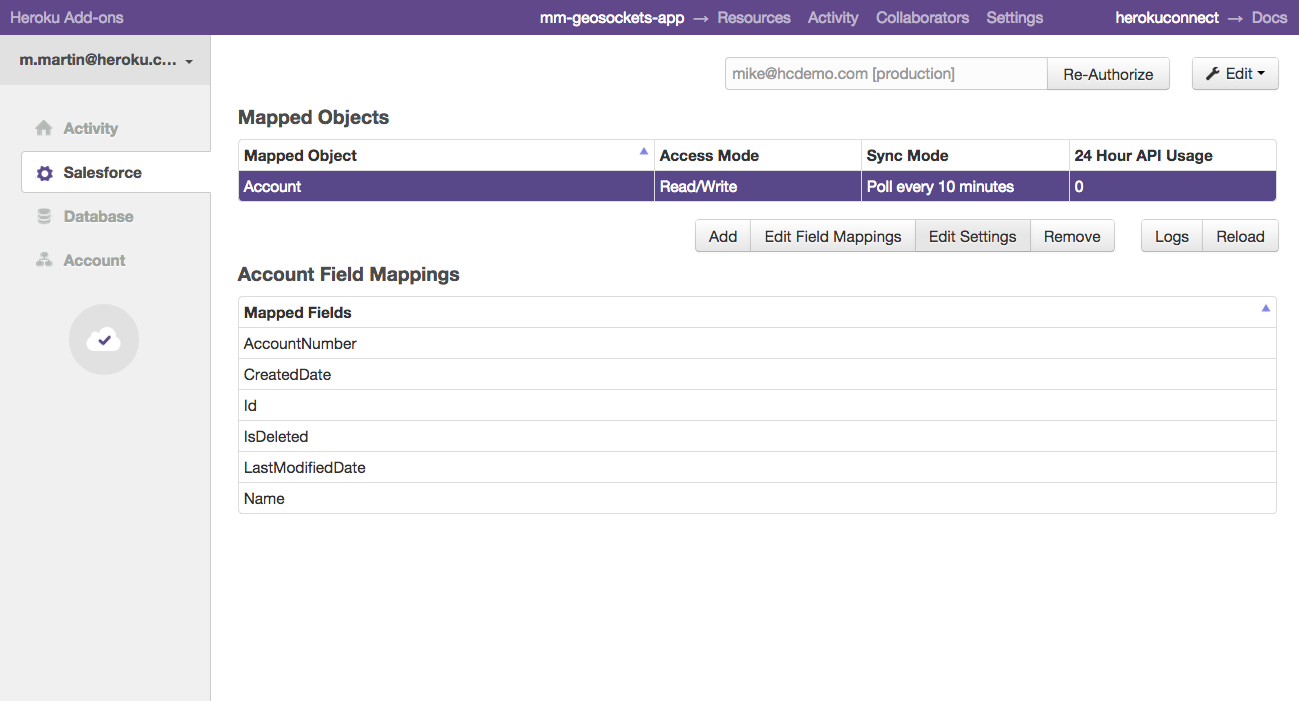 Heroku Add-ons mm-geosockets-app → Resources Activity Collaborators Settings herokuconnect → Docs
m.martin@heroku.c...
mike@hcdemo.com [production] Re-Authorize Edit
Activity
Salesforce
Database
Account
Mapped Objects
Mapped Object Access Mode Sync Mode 24 Hour API Usage
Account Read/Write Poll every 10 minutes 0
Add Edit Field Mappings Edit Settings Remove Logs Reload
Account Field Mappings
Mapped Fields
AccountNumber
CreatedDate
Id
IsDeleted
LastModifiedDate
Name